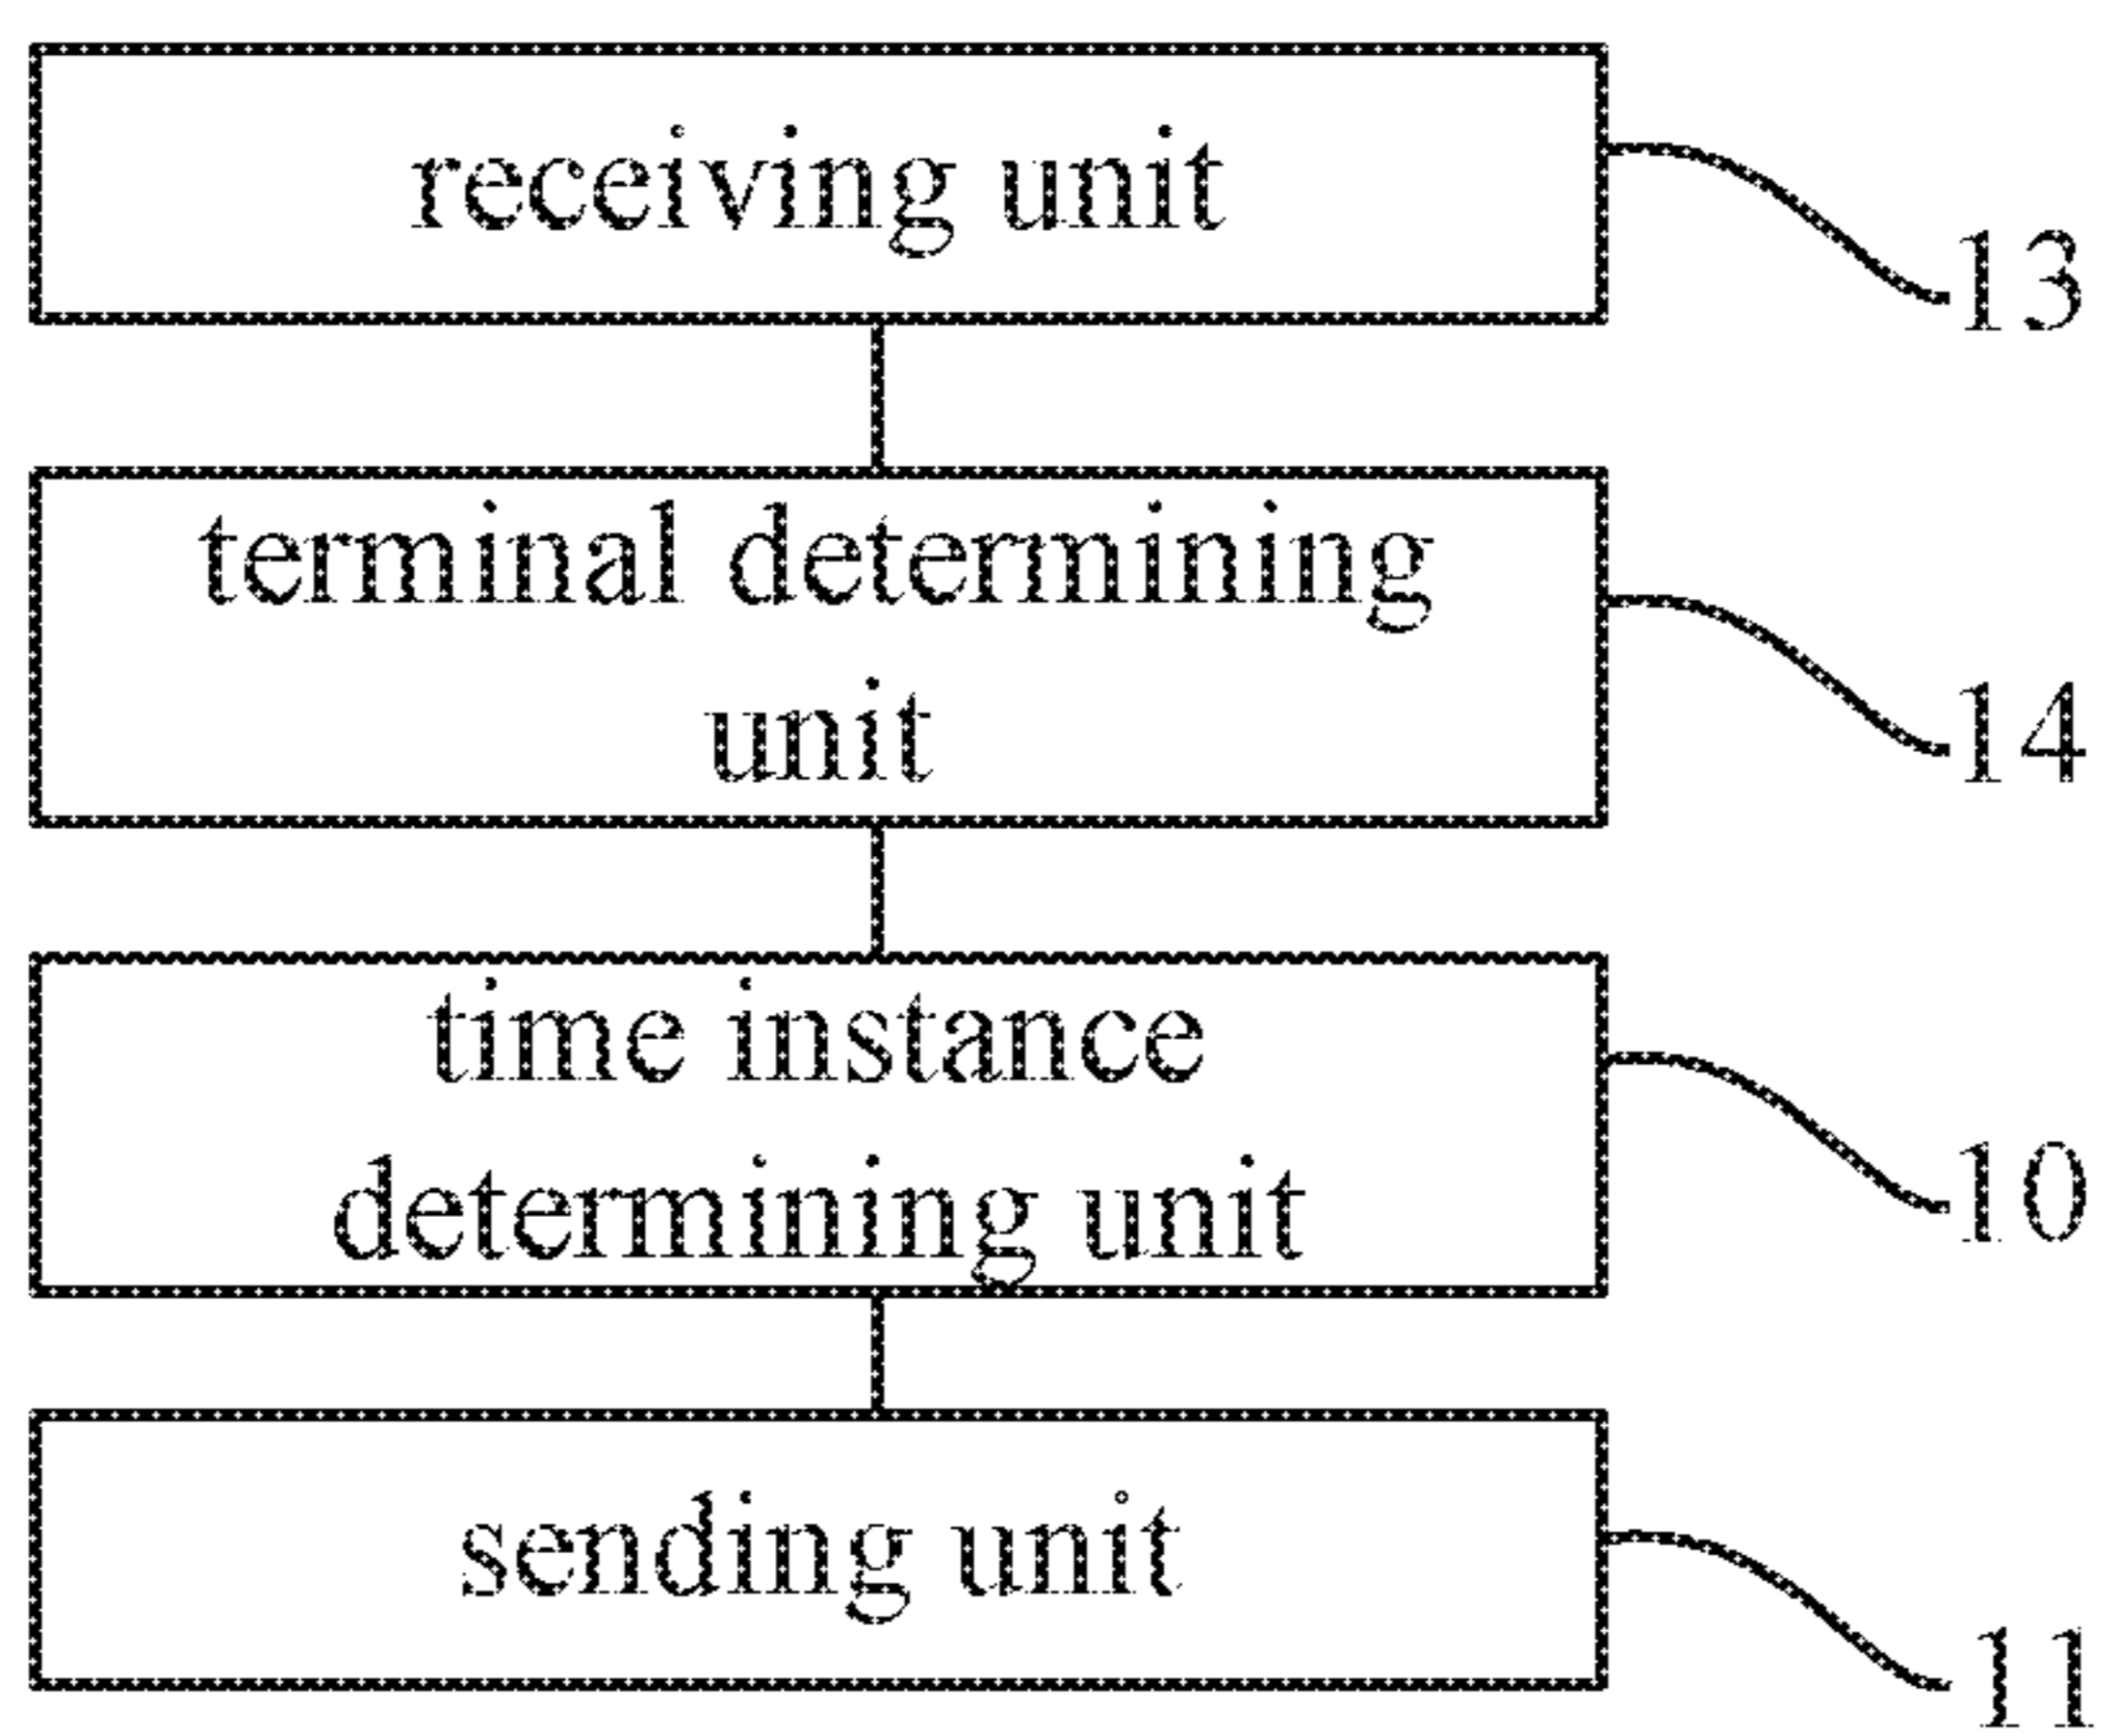 receiving unit
13
terminal determining
unit
14
time instance
determining unit
10
sending unit
11